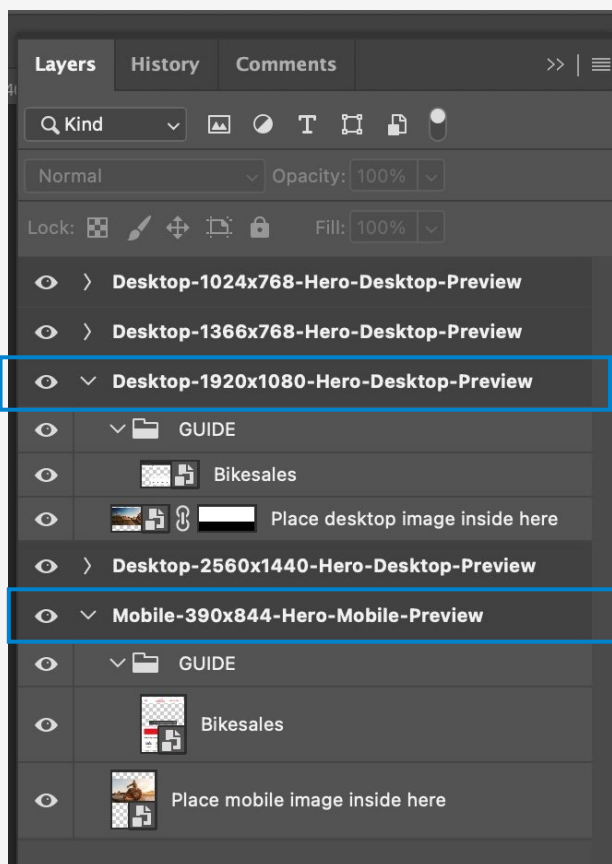 Layers History Comments
Kind
Normal Opacity: 100%
Lock: Fill: 100%
Desktop-1024x768-Hero-Desktop-Preview
Desktop-1366x768-Hero-Desktop-Preview
Desktop-1920x1080-Hero-Desktop-Preview
GUIDE
Bikesales
Place desktop image inside here
Desktop-2560x1440-Hero-Desktop-Preview
Mobile-390x844-Hero-Mobile-Preview
GUIDE
Bikesales
Place mobile image inside here